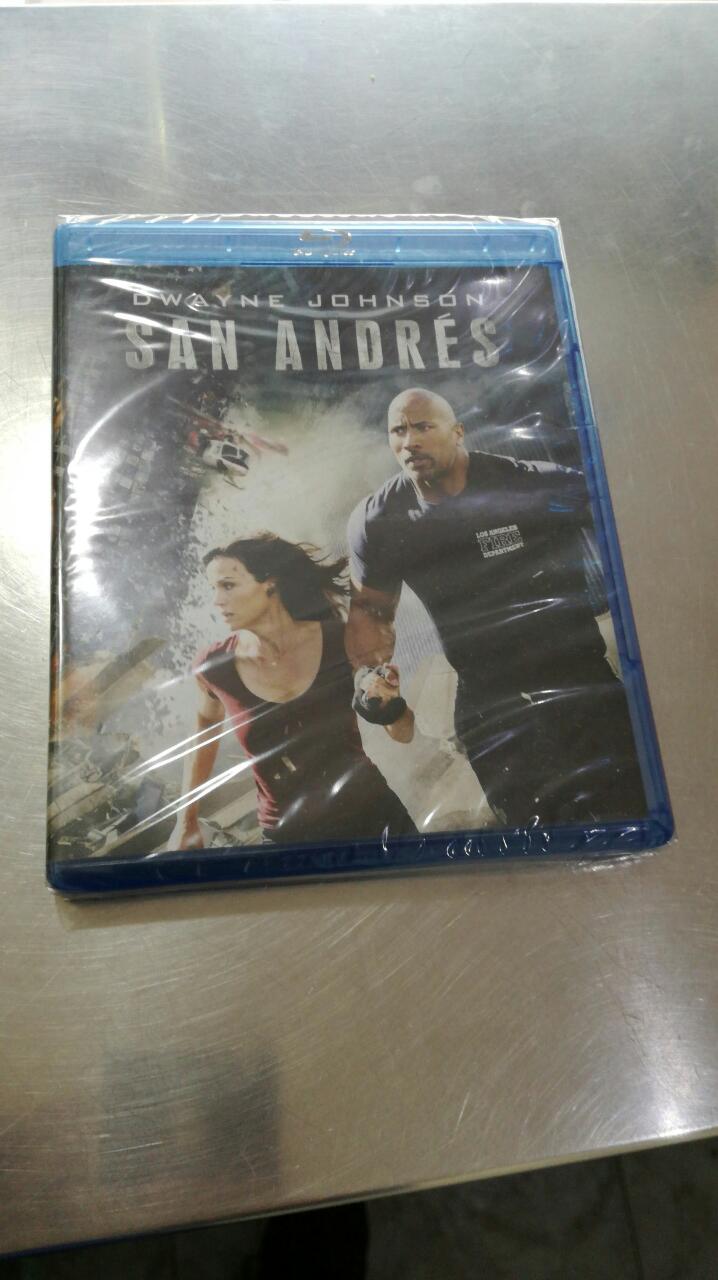 DWAYNE JOHNSON
SAN ANDRÉS
LOS ANGELES
FIRE
DEPARTMENT